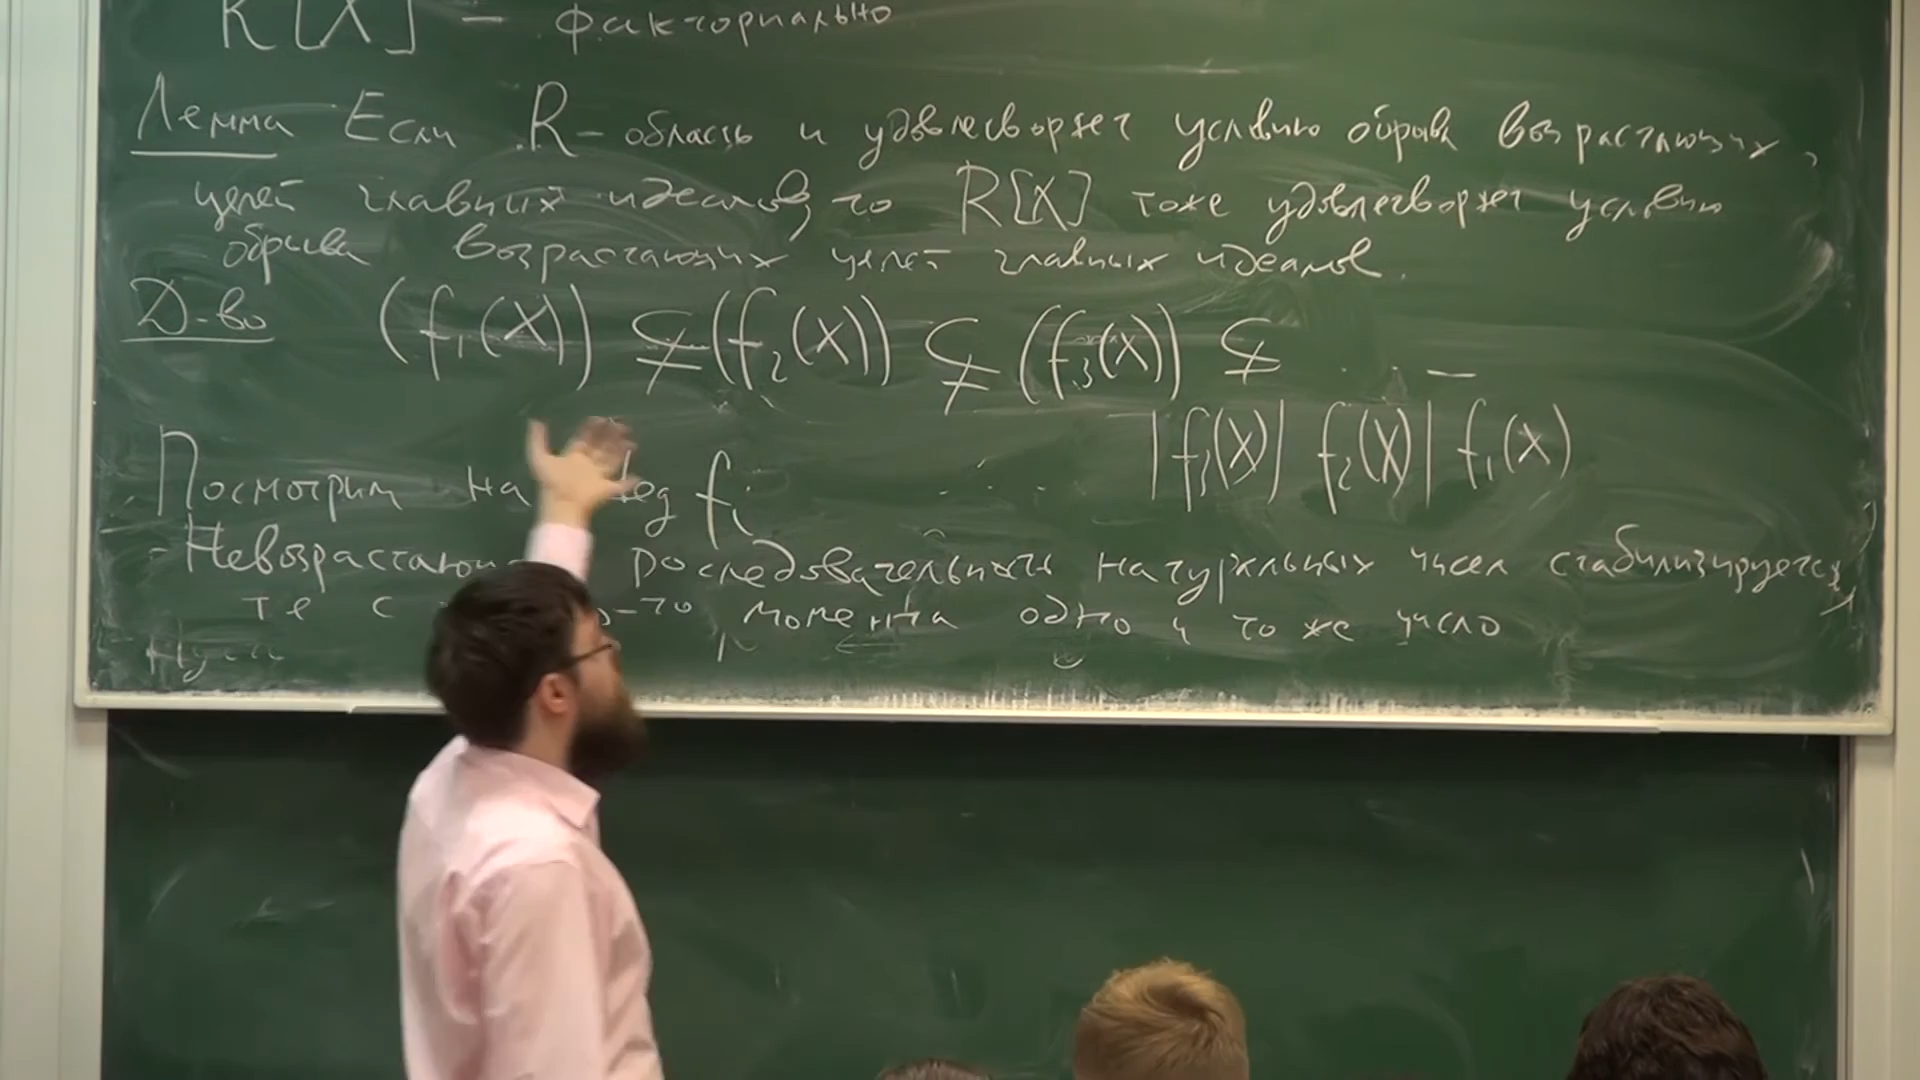 R[X] — факториально
Лемма Если R - область и удовлетворяет условию обрыва возрастающих
цепей главных идеалов, то R[X] тоже удовлетворяет условию
обрыва возрастающих цепей главных идеалов.
Д-во (f₁(X)) ⊊ (f₂(X)) ⊊ (f₃(X)) ⊊ ...
... | f₃(X) | f₂(X) | f₁(X)
Посмотрим на deg fᵢ
- Невозрастающ последовательность натуральных чисел стабилизируется,
те с -то момента одно и то же число